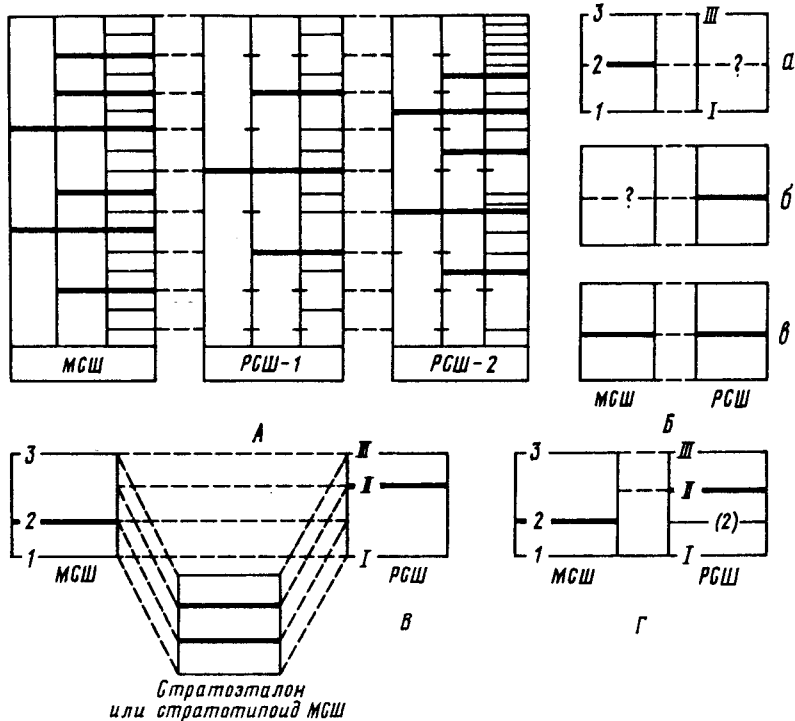 3 III
2 ? а
1 I
? б
в
МСШ РСШ
Б
МСШ РСШ-1 РСШ-2
А
3 III
II
2
1 I
МСШ РСШ
В
Стратоэталон
или стратотипоид МСШ
3 III
II
2 (2)
1 I
МСШ РСШ
Г